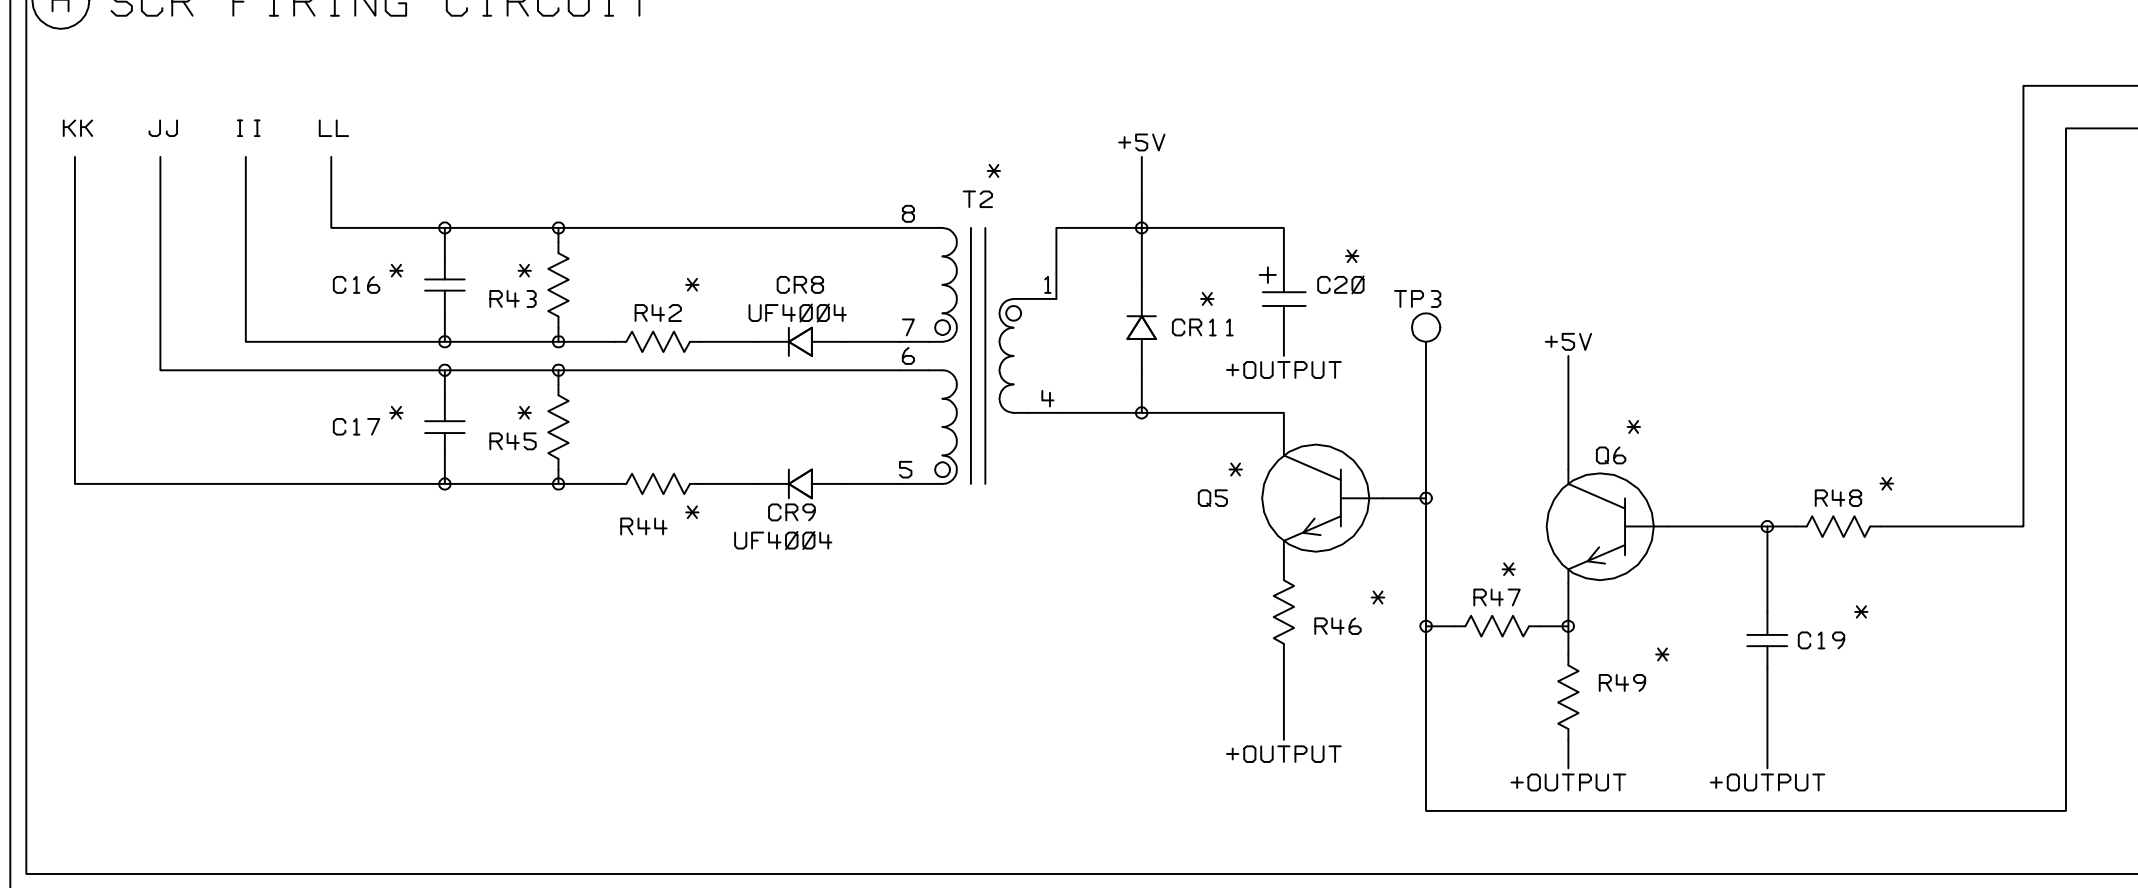 H SCR FIRING CIRCUIT
KK JJ II LL
+5V
*
T2
8
C16 *
* R43
*
R42
CR8
UF4004
7
6
1
*
CR11
+
*
C20
+OUTPUT
TP3
+5V
C17 *
* R45
R44 *
CR9
UF4004
5
4
*
Q5
*
Q6
R48 *
R46 *
+OUTPUT
*
R47
*
R49
+OUTPUT
*
C19
+OUTPUT